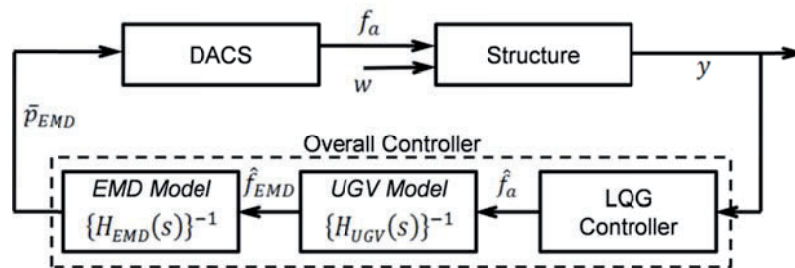 DACS
f_a
w
Structure
y
p̄_EMD
Overall Controller
EMD Model
{H_EMD(s)}⁻¹
f̂_EMD
UGV Model
{H_UGV(s)}⁻¹
f̂_a
LQG
Controller